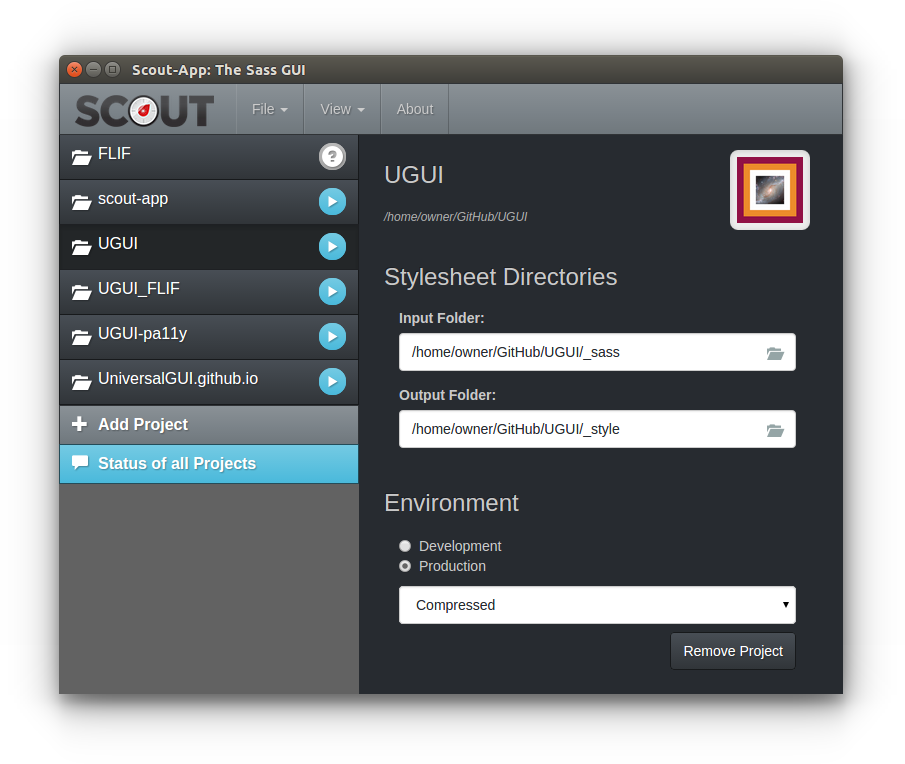 Scout-App: The Sass GUI
SCOUT
File
View
About
FLIF
?
scout-app
UGUI
UGUI_FLIF
UGUI-pa11y
UniversalGUI.github.io
Add Project
Status of all Projects
UGUI
/home/owner/GitHub/UGUI
Stylesheet Directories
Input Folder:
/home/owner/GitHub/UGUI/_sass
Output Folder:
/home/owner/GitHub/UGUI/_style
Environment
Development
Production
Compressed
Remove Project